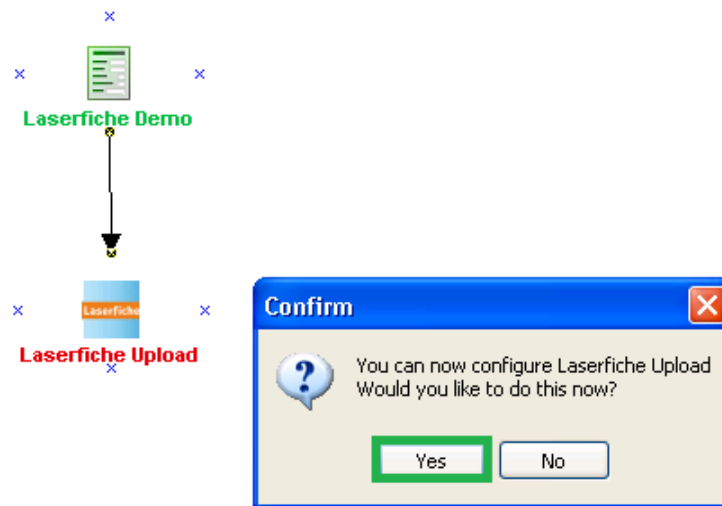 Laserfiche Demo
Laserfiche
Laserfiche Upload
Confirm
You can now configure Laserfiche Upload
Would you like to do this now?
Yes
No